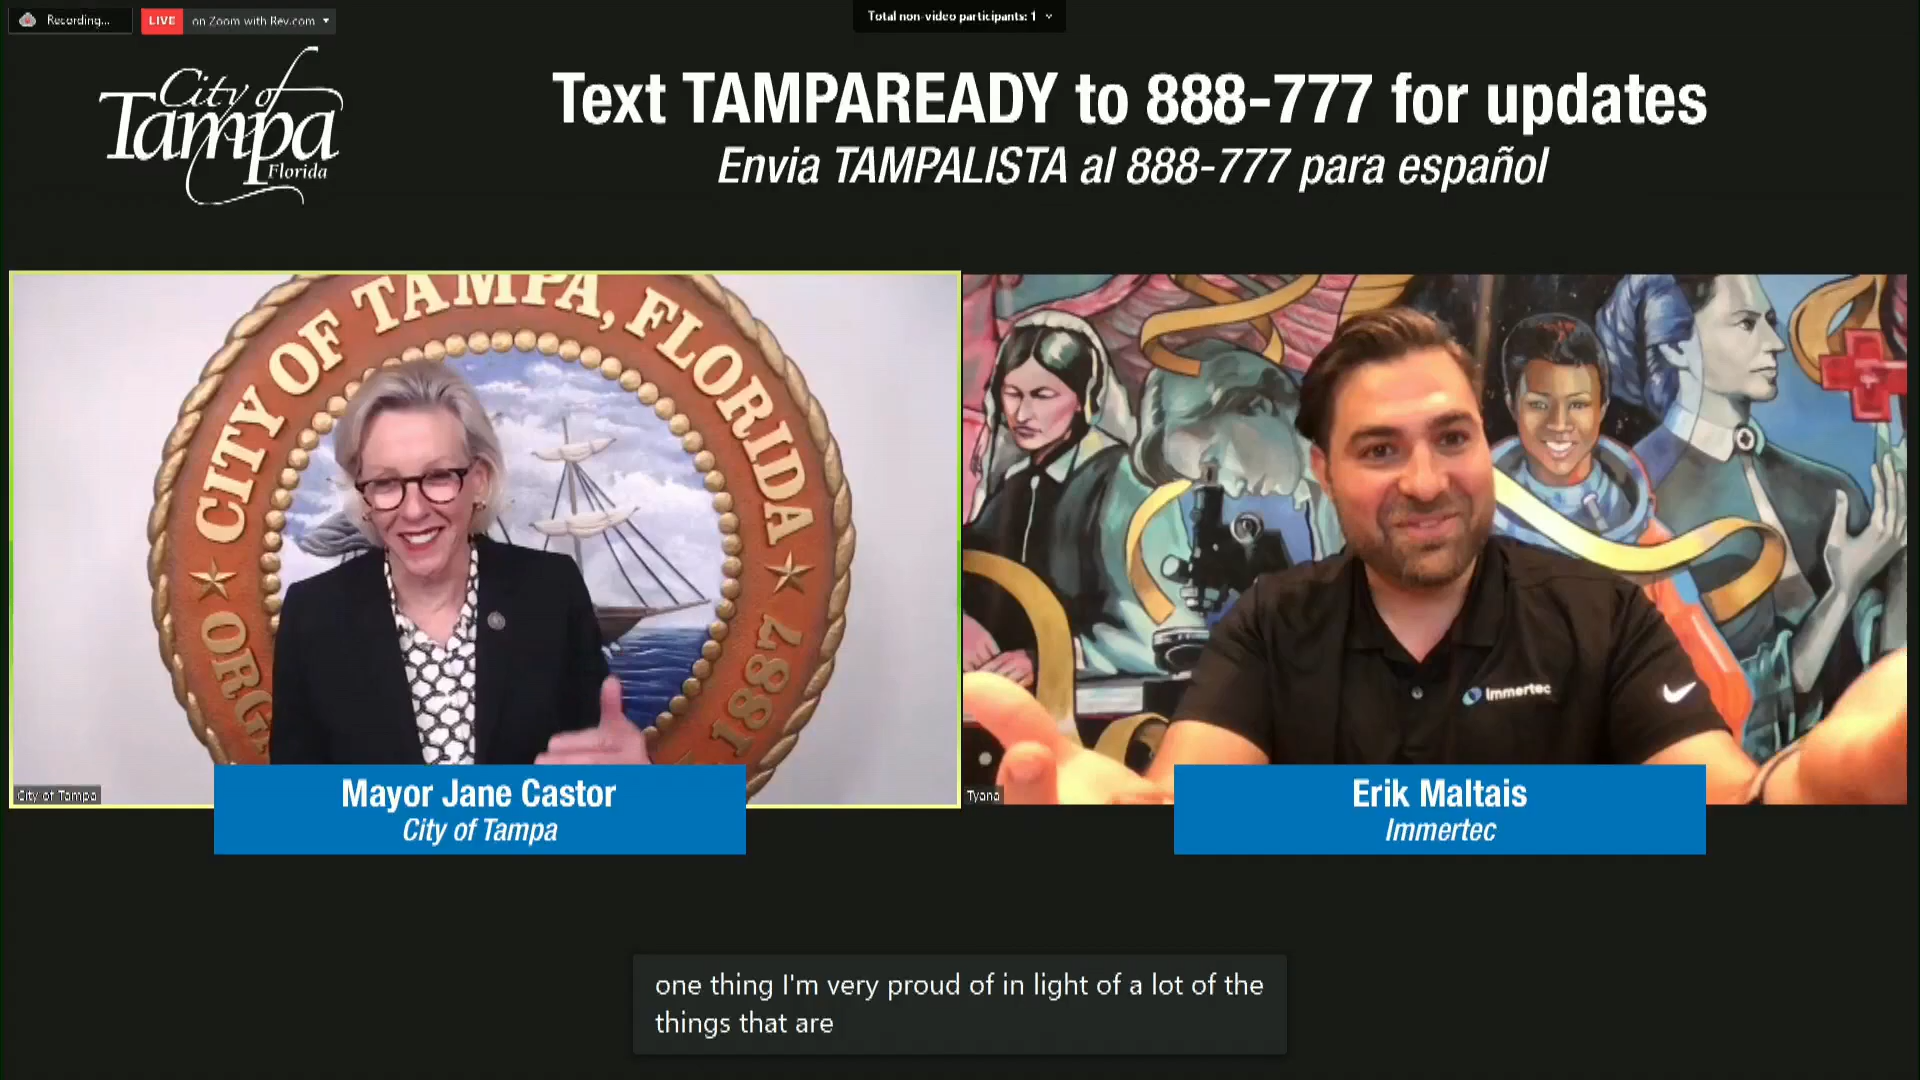 Recording...
LIVE on Zoom with Rev.com
Total non-video participants: 1
City of
Tampa
Florida
Text TAMPAREADY to 888-777 for updates
Envia TAMPALISTA al 888-777 para español
CITY OF TAMPA, FLORIDA
ORG
1887
immertec
City of Tampa
Tyana
Mayor Jane Castor
City of Tampa
Erik Maltais
Immertec
one thing I'm very proud of in light of a lot of the
things that are